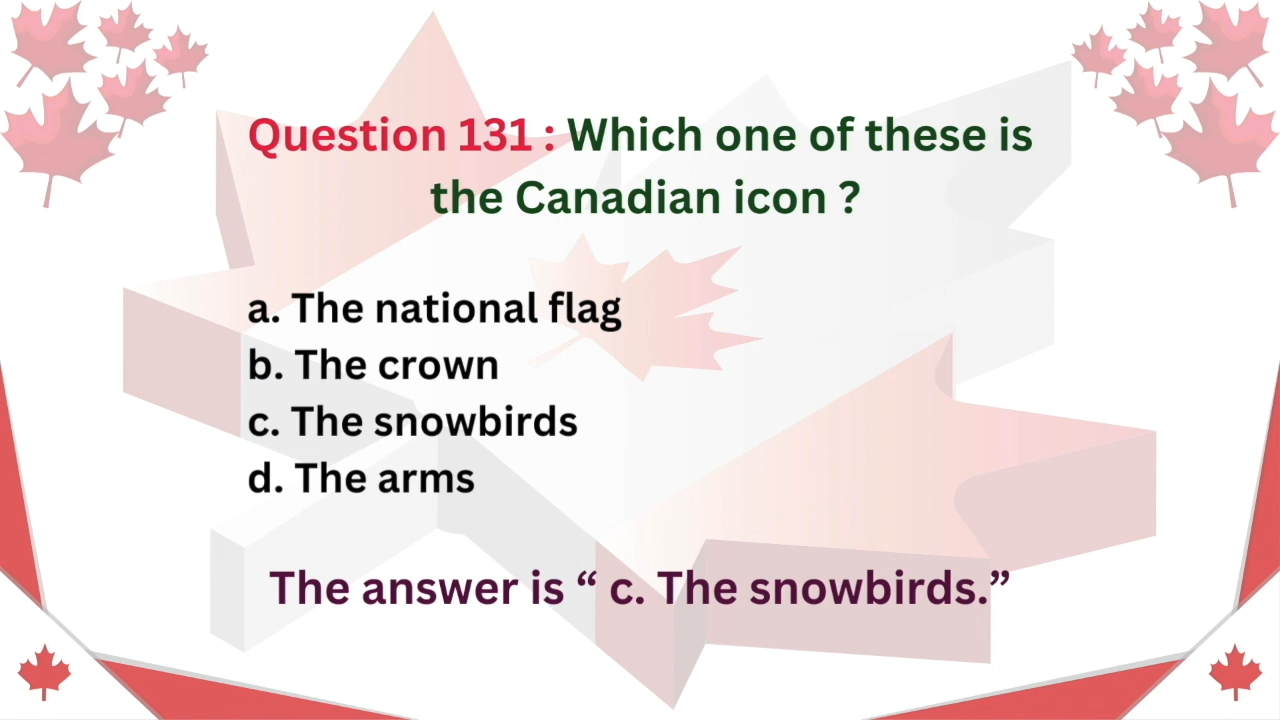 Question 131 : Which one of these is
the Canadian icon ?
a. The national flag
b. The crown
c. The snowbirds
d. The arms
The answer is “ c. The snowbirds.”